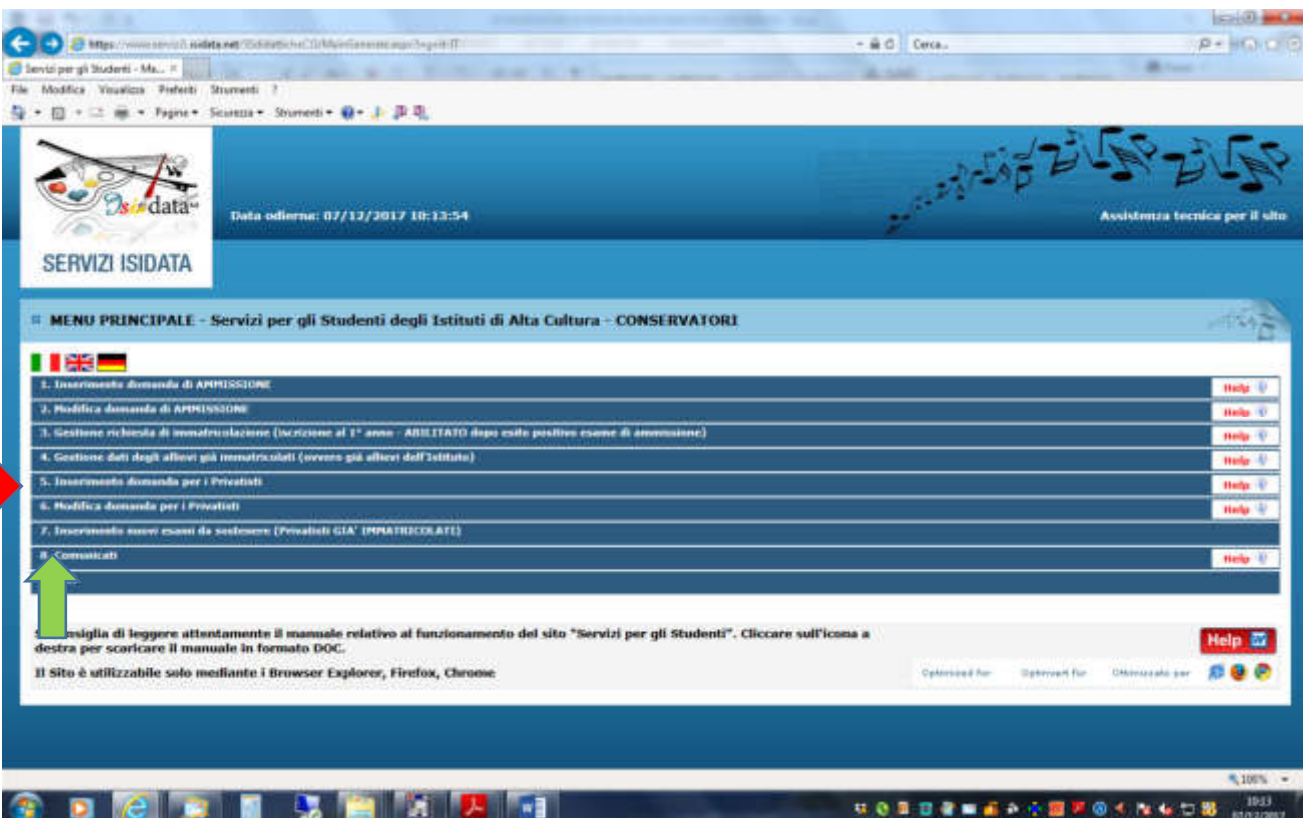 Cerca...
Servizi per gli Studenti - Ma...
File Modifica Visualizza Preferiti Strumenti ?
Pagina Sicurezza Strumenti
Isidata
SERVIZI ISIDATA
Data odierna: 07/12/2017 10:13:54
Assistenza tecnica per il sito
MENU PRINCIPALE - Servizi per gli Studenti degli Istituti di Alta Cultura - CONSERVATORI
1. Inserimento domanda di AMMISSIONE Help
2. Modifica domanda di AMMISSIONE Help
3. Gestione richiesta di immatricolazione (iscrizione al 1° anno - ABILITATO dopo esito positivo esame di ammissione) Help
4. Gestione dati degli allievi già immatricolati (ovvero già allievi dell'Istituto) Help
5. Inserimento domanda per i Privatisti Help
6. Modifica domanda per i Privatisti Help
7. Inserimento nuovi esami da sostenere (Privatisti GIA' IMMATRICOLATI)
8. Comunicati Help
S nsiglia di leggere attentamente il manuale relativo al funzionamento del sito "Servizi per gli Studenti". Cliccare sull'icona a
destra per scaricare il manuale in formato DOC.
Help
Il Sito è utilizzabile solo mediante i Browser Explorer, Firefox, Chrome
Optimized for Optimiert für Ottimizzato per
100%
10:13
07/12/2017